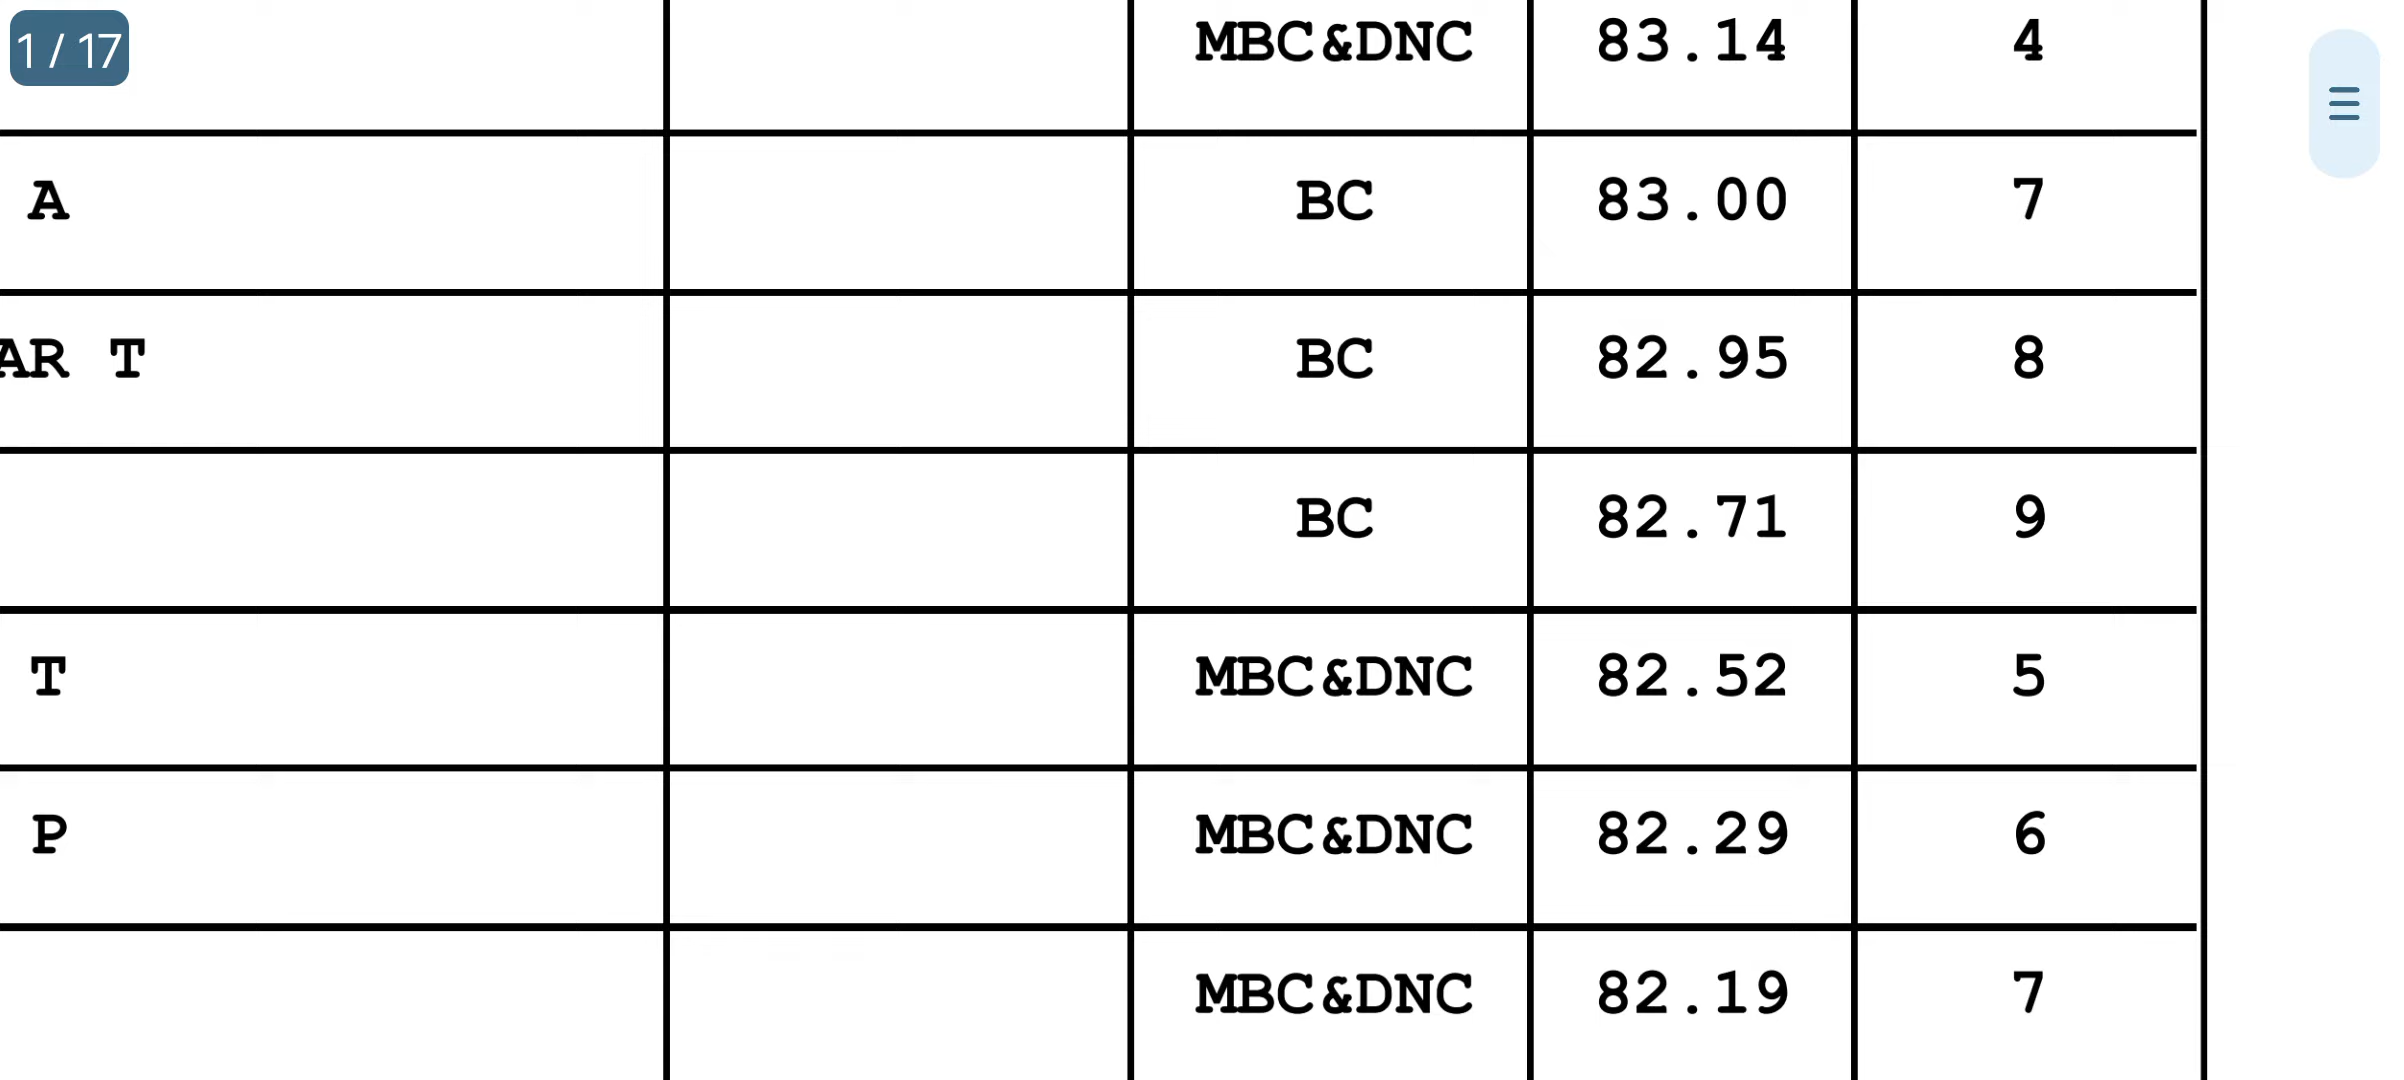 1 / 17
MBC&DNC 83.14 4
A BC 83.00 7
AR T BC 82.95 8
BC 82.71 9
T MBC&DNC 82.52 5
P MBC&DNC 82.29 6
MBC&DNC 82.19 7